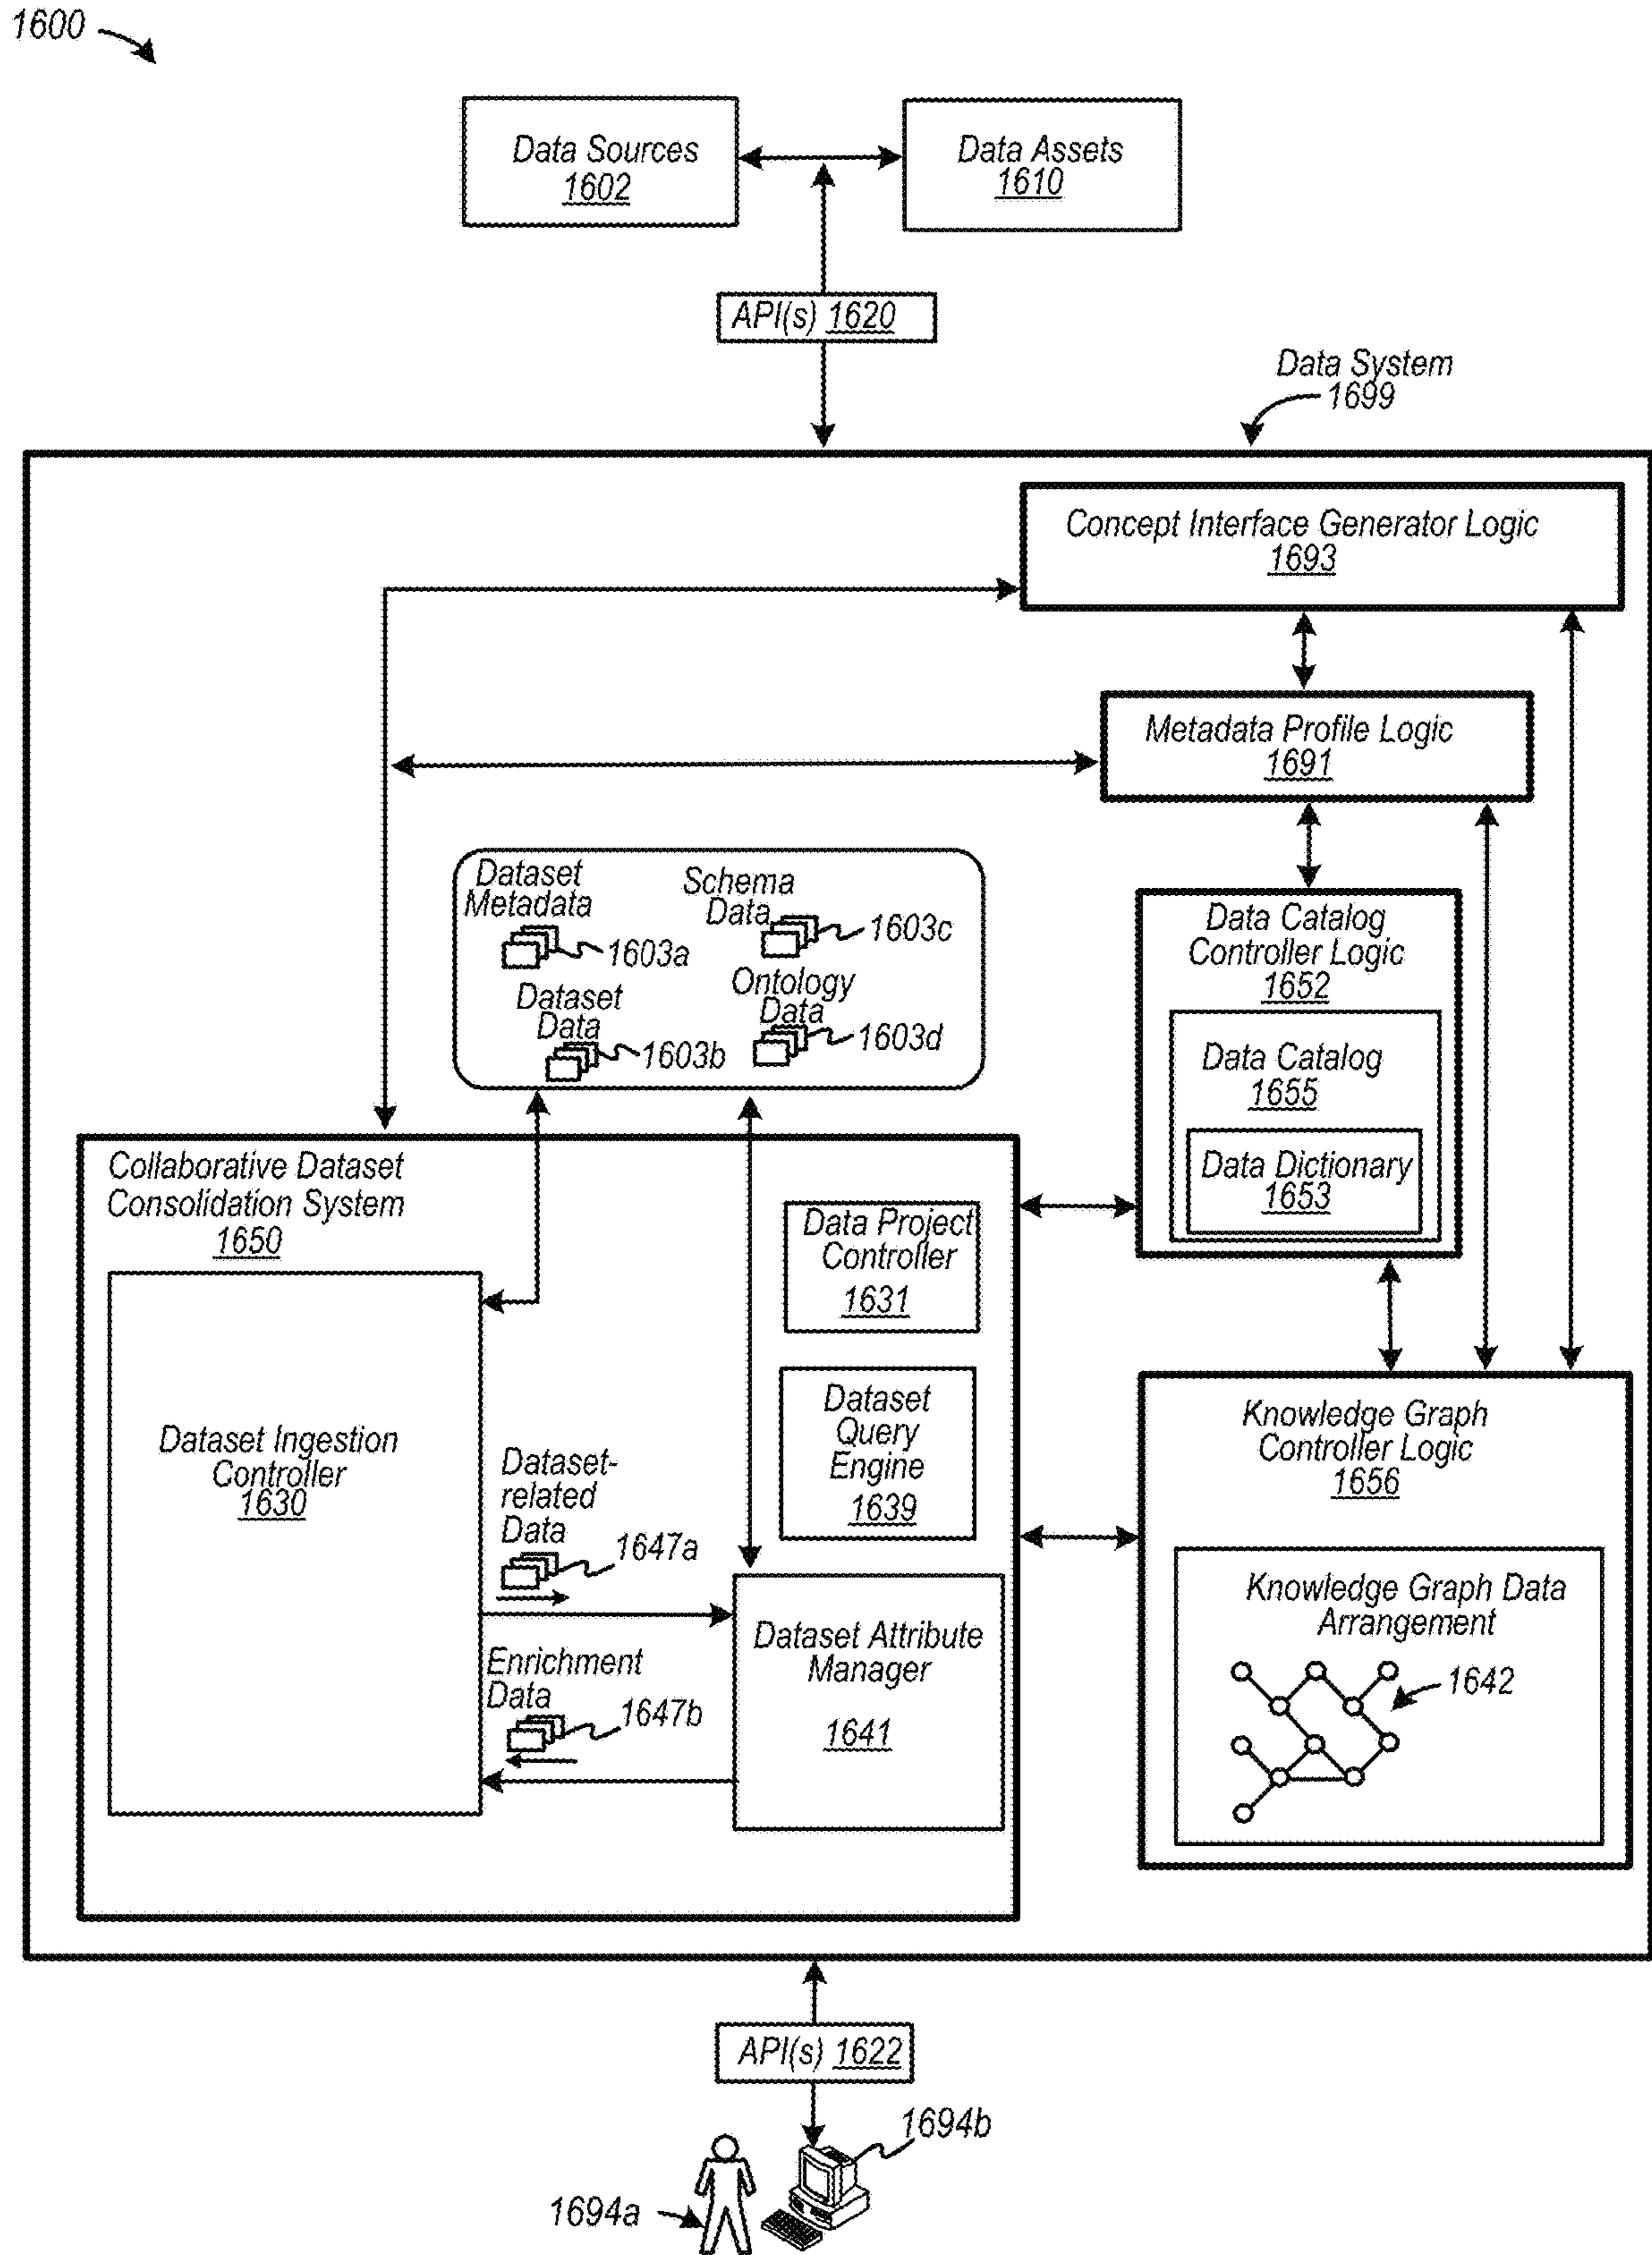 1600
Data Sources
1602
Data Assets
1610
API(s) 1620
Data System
1699
Concept Interface Generator Logic
1693
Metadata Profile Logic
1691
Dataset
Metadata
1603a
Schema
Data
1603c
Dataset
Data
1603b
Ontology
Data
1603d
Data Catalog
Controller Logic
1652
Data Catalog
1655
Data Dictionary
1653
Collaborative Dataset
Consolidation System
1650
Data Project
Controller
1631
Dataset Ingestion
Controller
1630
Dataset
Query
Engine
1639
Dataset-
related
Data
1647a
Enrichment
Data
1647b
Dataset Attribute
Manager
1641
Knowledge Graph
Controller Logic
1656
Knowledge Graph Data
Arrangement
1642
API(s) 1622
1694b
1694a